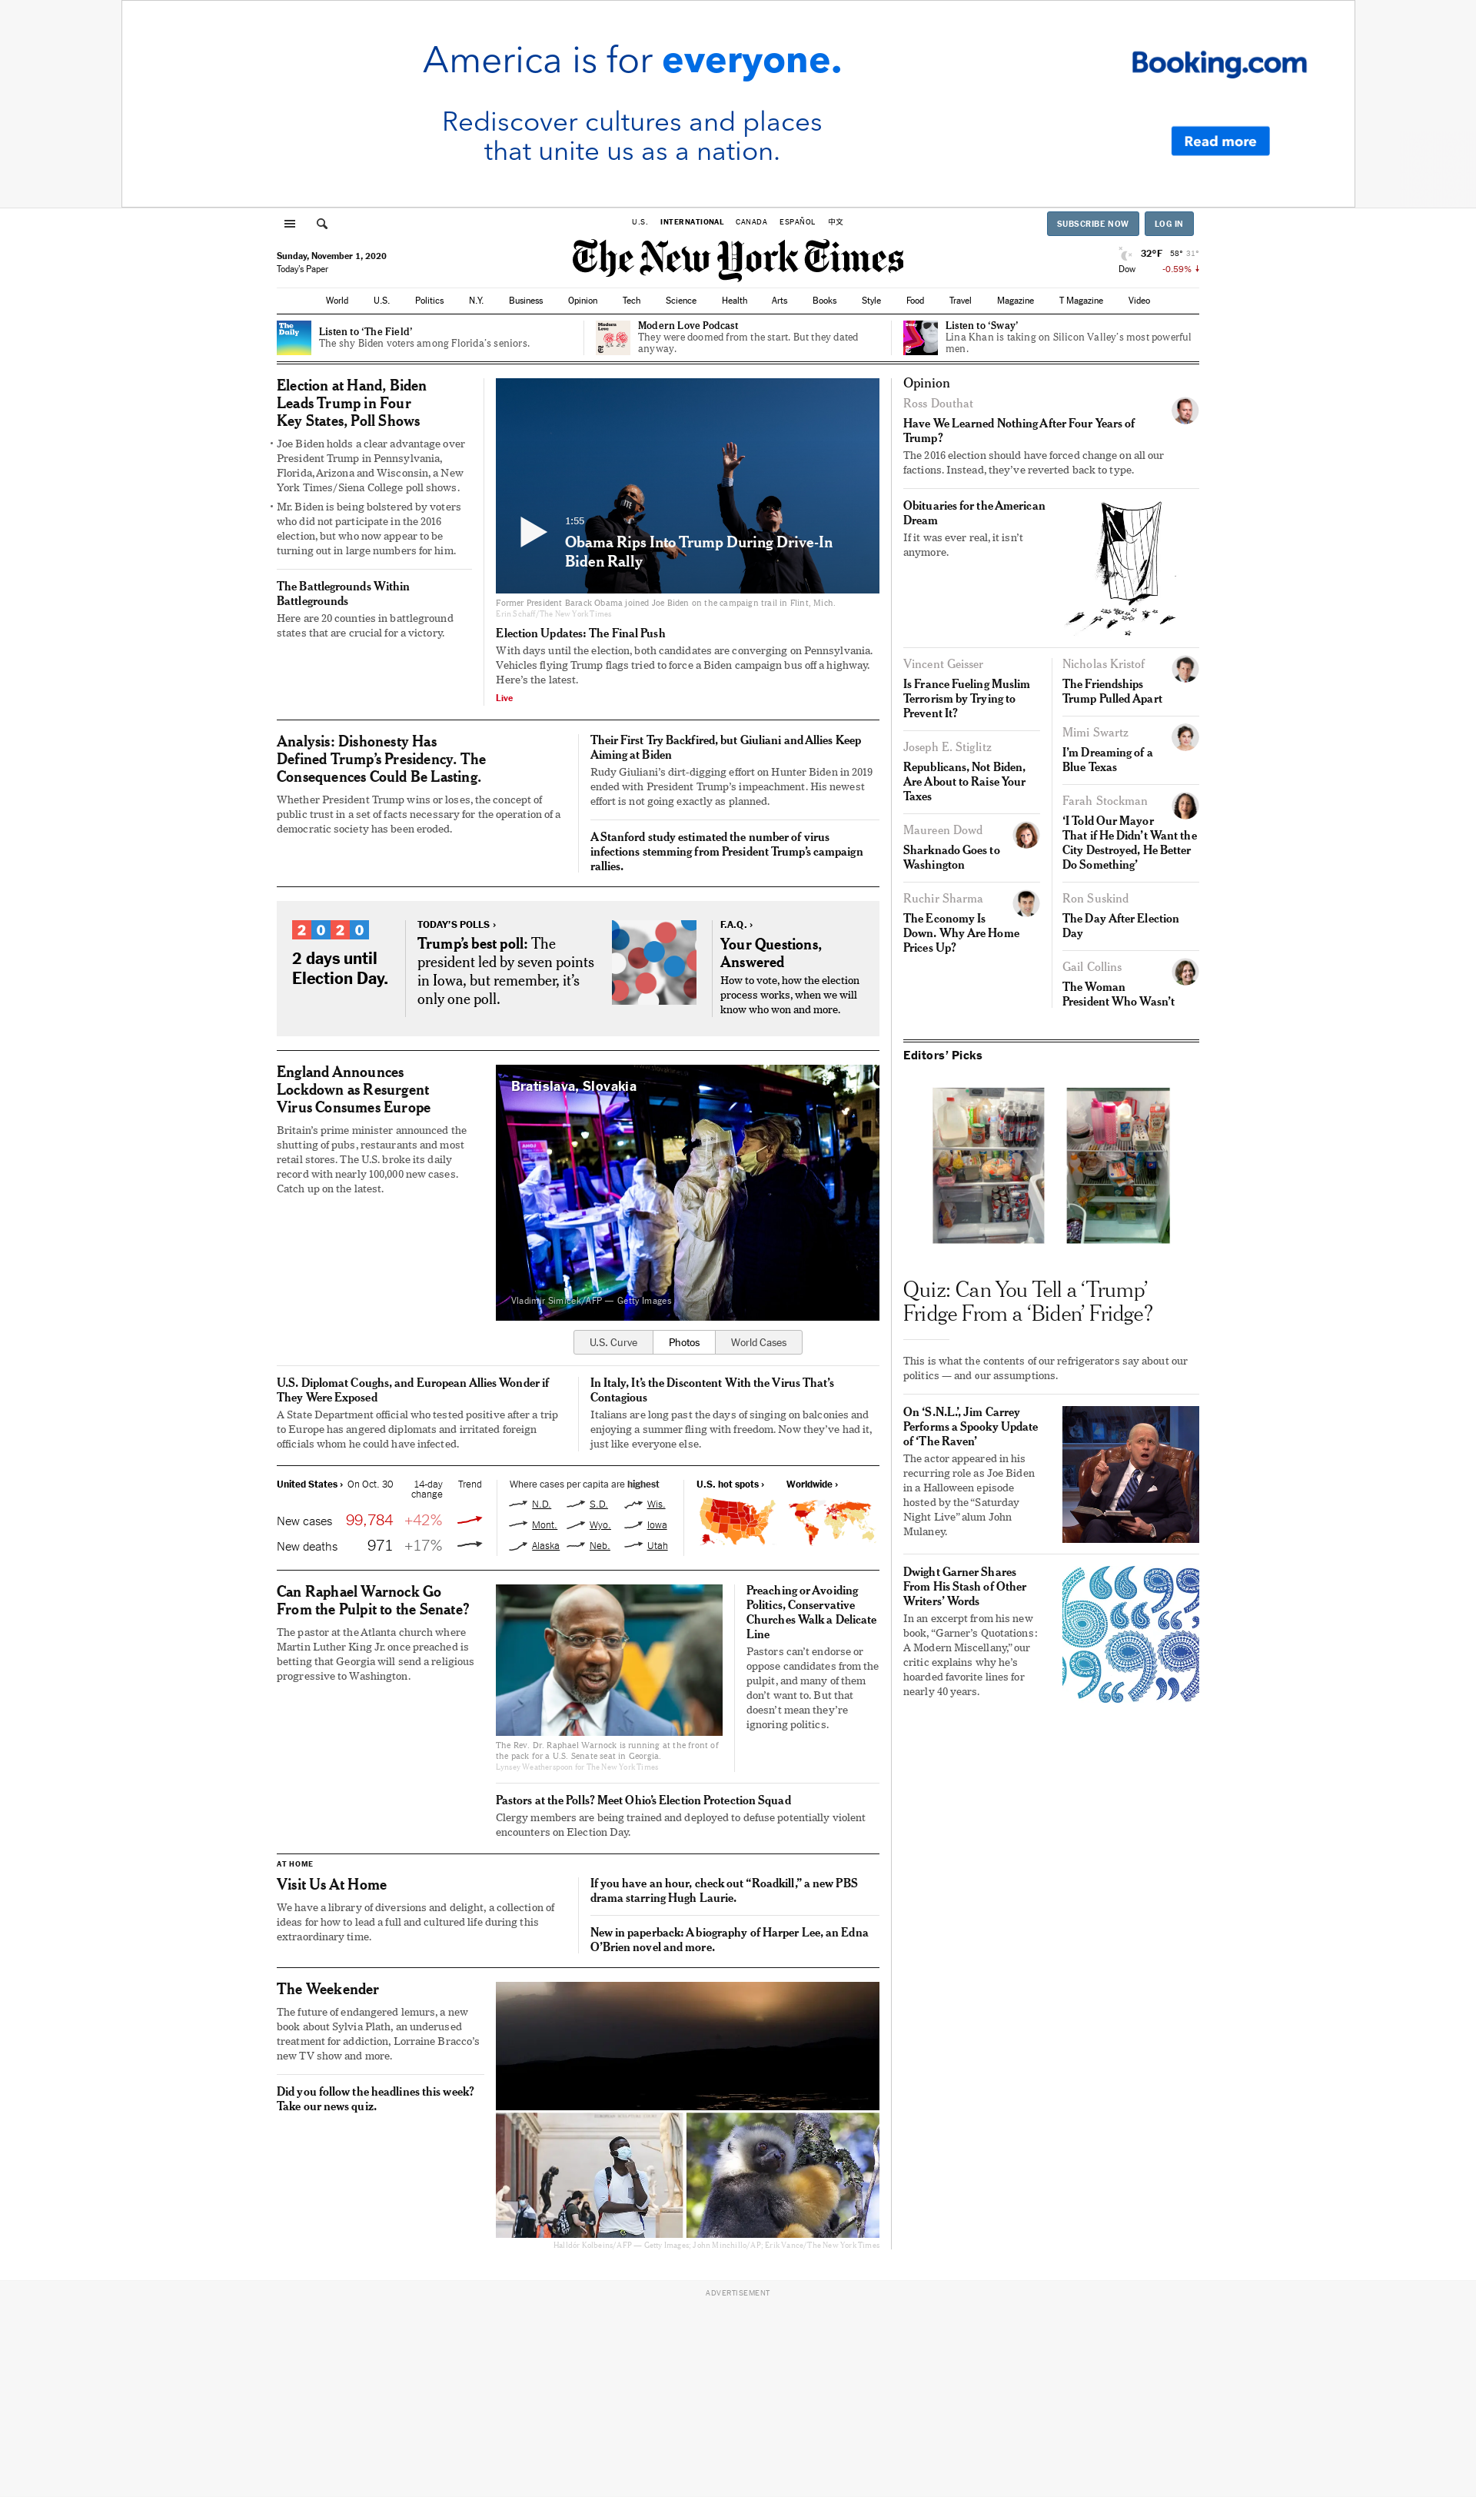 America is for everyone.
Rediscover cultures and places
that unite us as a nation.
Booking.com
Read more
U.S.
INTERNATIONAL
CANADA
ESPAÑOL
中文
SUBSCRIBE NOW
LOG IN
Sunday, November 1, 2020
Today's Paper
The New York Times
32°F 58° 31°
Dow -0.59%
World
U.S.
Politics
N.Y.
Business
Opinion
Tech
Science
Health
Arts
Books
Style
Food
Travel
Magazine
T Magazine
Video
The
Daily
Listen to ‘The Field’
The shy Biden voters among Florida’s seniors.
Modern
Love
Modern Love Podcast
They were doomed from the start. But they dated
anyway.
Listen to ‘Sway’
Lina Khan is taking on Silicon Valley’s most powerful
men.
Election at Hand, Biden
Leads Trump in Four
Key States, Poll Shows
• Joe Biden holds a clear advantage over
President Trump in Pennsylvania,
Florida, Arizona and Wisconsin, a New
York Times/Siena College poll shows.
• Mr. Biden is being bolstered by voters
who did not participate in the 2016
election, but who now appear to be
turning out in large numbers for him.
The Battlegrounds Within
Battlegrounds
Here are 20 counties in battleground
states that are crucial for a victory.
1:55
Obama Rips Into Trump During Drive-In
Biden Rally
Former President Barack Obama joined Joe Biden on the campaign trail in Flint, Mich.
Erin Schaff/The New York Times
Election Updates: The Final Push
With days until the election, both candidates are converging on Pennsylvania.
Vehicles flying Trump flags tried to force a Biden campaign bus off a highway.
Here’s the latest.
Live
Analysis: Dishonesty Has
Defined Trump’s Presidency. The
Consequences Could Be Lasting.
Whether President Trump wins or loses, the concept of
public trust in a set of facts necessary for the operation of a
democratic society has been eroded.
Their First Try Backfired, but Giuliani and Allies Keep
Aiming at Biden
Rudy Giuliani’s dirt-digging effort on Hunter Biden in 2019
ended with President Trump’s impeachment. His newest
effort is not going exactly as planned.
A Stanford study estimated the number of virus
infections stemming from President Trump’s campaign
rallies.
2020
2 days until
Election Day.
TODAY’S POLLS ›
Trump’s best poll: The
president led by seven points
in Iowa, but remember, it’s
only one poll.
F.A.Q. ›
Your Questions,
Answered
How to vote, how the election
process works, when we will
know who won and more.
England Announces
Lockdown as Resurgent
Virus Consumes Europe
Britain’s prime minister announced the
shutting of pubs, restaurants and most
retail stores. The U.S. broke its daily
record with nearly 100,000 new cases.
Catch up on the latest.
Bratislava, Slovakia
Vladimir Simicek/AFP — Getty Images
U.S. Curve
Photos
World Cases
U.S. Diplomat Coughs, and European Allies Wonder if
They Were Exposed
A State Department official who tested positive after a trip
to Europe has angered diplomats and irritated foreign
officials whom he could have infected.
In Italy, It’s the Discontent With the Virus That’s
Contagious
Italians are long past the days of singing on balconies and
enjoying a summer fling with freedom. Now they’ve had it,
just like everyone else.
United States › On Oct. 30 14-day Trend
change
New cases 99,784 +42%
New deaths 971 +17%
Where cases per capita are highest
N.D. S.D. Wis.
Mont. Wyo. Iowa
Alaska Neb. Utah
U.S. hot spots ›
Worldwide ›
Can Raphael Warnock Go
From the Pulpit to the Senate?
The pastor at the Atlanta church where
Martin Luther King Jr. once preached is
betting that Georgia will send a religious
progressive to Washington.
The Rev. Dr. Raphael Warnock is running at the front of
the pack for a U.S. Senate seat in Georgia.
Lynsey Weatherspoon for The New York Times
Preaching or Avoiding
Politics, Conservative
Churches Walk a Delicate
Line
Pastors can’t endorse or
oppose candidates from the
pulpit, and many of them
don’t want to. But that
doesn’t mean they’re
ignoring politics.
Pastors at the Polls? Meet Ohio’s Election Protection Squad
Clergy members are being trained and deployed to defuse potentially violent
encounters on Election Day.
AT HOME
Visit Us At Home
We have a library of diversions and delight, a collection of
ideas for how to lead a full and cultured life during this
extraordinary time.
If you have an hour, check out “Roadkill,” a new PBS
drama starring Hugh Laurie.
New in paperback: A biography of Harper Lee, an Edna
O’Brien novel and more.
The Weekender
The future of endangered lemurs, a new
book about Sylvia Plath, an underused
treatment for addiction, Lorraine Bracco’s
new TV show and more.
Did you follow the headlines this week?
Take our news quiz.
Halldór Kolbeins/AFP — Getty Images; John Minchillo/AP; Erik Vance/The New York Times
Opinion
Ross Douthat
Have We Learned Nothing After Four Years of
Trump?
The 2016 election should have forced change on all our
factions. Instead, they’ve reverted back to type.
Obituaries for the American
Dream
If it was ever real, it isn’t
anymore.
Vincent Geisser
Is France Fueling Muslim
Terrorism by Trying to
Prevent It?
Joseph E. Stiglitz
Republicans, Not Biden,
Are About to Raise Your
Taxes
Maureen Dowd
Sharknado Goes to
Washington
Ruchir Sharma
The Economy Is
Down. Why Are Home
Prices Up?
Nicholas Kristof
The Friendships
Trump Pulled Apart
Mimi Swartz
I’m Dreaming of a
Blue Texas
Farah Stockman
‘I Told Our Mayor
That if He Didn’t Want the
City Destroyed, He Better
Do Something’
Ron Suskind
The Day After Election
Day
Gail Collins
The Woman
President Who Wasn’t
Editors’ Picks
Quiz: Can You Tell a ‘Trump’
Fridge From a ‘Biden’ Fridge?
This is what the contents of our refrigerators say about our
politics — and our assumptions.
On ‘S.N.L.’, Jim Carrey
Performs a Spooky Update
of ‘The Raven’
The actor appeared in his
recurring role as Joe Biden
in a Halloween episode
hosted by the “Saturday
Night Live” alum John
Mulaney.
Dwight Garner Shares
From His Stash of Other
Writers’ Words
In an excerpt from his new
book, “Garner’s Quotations:
A Modern Miscellany,” our
critic explains why he’s
hoarded favorite lines for
nearly 40 years.
ADVERTISEMENT